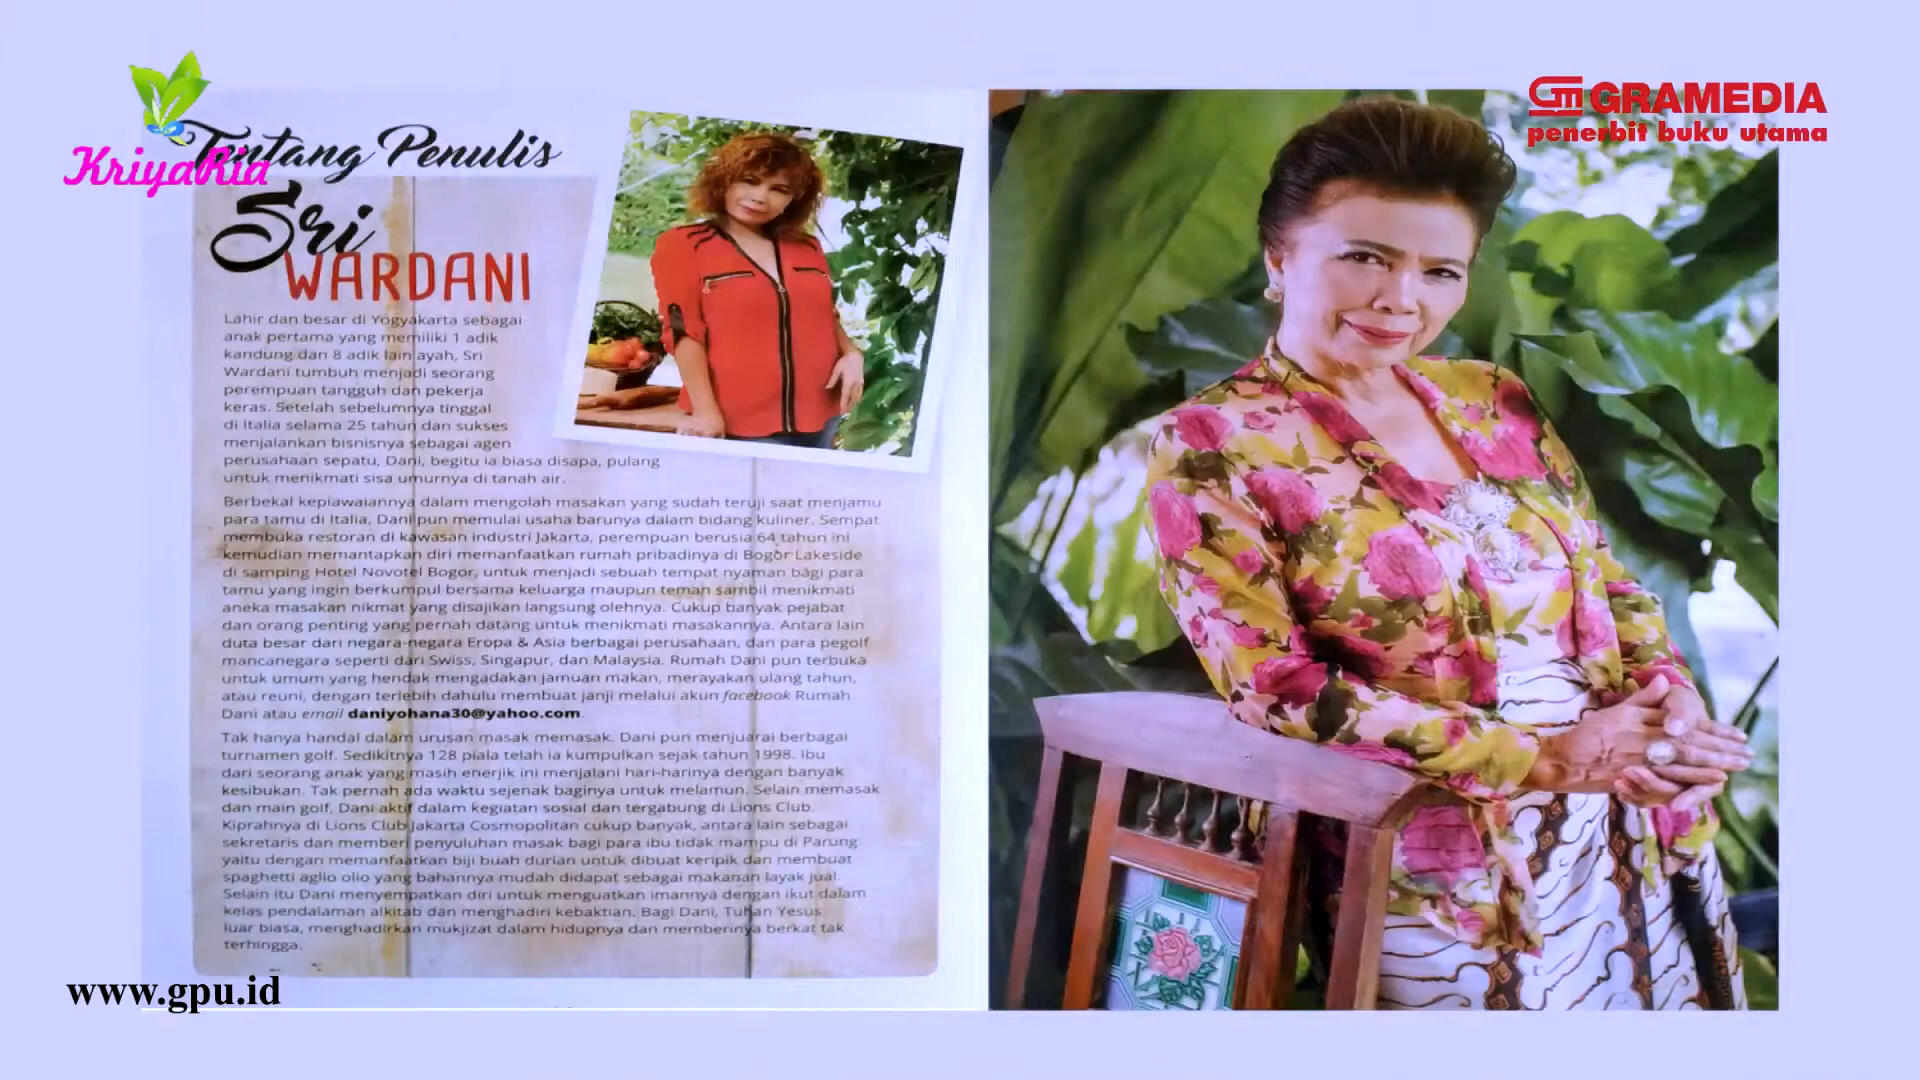 KriyaRia
GRAMEDIA
penerbit buku utama
Tentang Penulis
Sri
WARDANI
Lahir dan besar di Yogyakarta sebagai
anak pertama yang memiliki 1 adik
kandung dan 8 adik lain ayah, Sri
Wardani tumbuh menjadi seorang
perempuan tangguh dan pekerja
keras. Setelah sebelumnya tinggal
di Italia selama 25 tahun dan sukses
menjalankan bisnisnya sebagai agen
perusahaan sepatu, Dani, begitu ia biasa disapa, pulang
untuk menikmati sisa umurnya di tanah air.
Berbekal kepiawaiannya dalam mengolah masakan yang sudah teruji saat menjamu
para tamu di Italia, Dani pun memulai usaha barunya dalam bidang kuliner. Sempat
membuka restoran di kawasan industri Jakarta, perempuan berusia 64 tahun ini
kemudian memantapkan diri memanfaatkan rumah pribadinya di Bogor Lakeside
di samping Hotel Novotel Bogor, untuk menjadi sebuah tempat nyaman bagi para
tamu yang ingin berkumpul bersama keluarga maupun teman sambil menikmati
aneka masakan nikmat yang disajikan langsung olehnya. Cukup banyak pejabat
dan orang penting yang pernah datang untuk menikmati masakannya. Antara lain
duta besar dari negara-negara Eropa & Asia berbagai perusahaan, dan para pegolf
mancanegara seperti dari Swiss, Singapur, dan Malaysia. Rumah Dani pun terbuka
untuk umum yang hendak mengadakan jamuan makan, merayakan ulang tahun,
atau reuni, dengan terlebih dahulu membuat janji melalui akun facebook Rumah
Dani atau email daniyohana30@yahoo.com.
Tak hanya handal dalam urusan masak memasak. Dani pun menjuarai berbagai
turnamen golf. Sedikitnya 128 piala telah ia kumpulkan sejak tahun 1998. Ibu
dari seorang anak yang masih enerjik ini menjalani hari-harinya dengan banyak
kesibukan. Tak pernah ada waktu sejenak baginya untuk melamun. Selain memasak
dan main golf, Dani aktif dalam kegiatan sosial dan tergabung di Lions Club.
Kiprahnya di Lions Club Jakarta Cosmopolitan cukup banyak, antara lain sebagai
sekretaris dan memberi penyuluhan masak bagi para ibu tidak mampu di Parung
yaitu dengan memanfaatkan biji buah durian untuk dibuat keripik dan membuat
spaghetti aglio olio yang bahannya mudah didapat sebagai makanan layak jual.
Selain itu Dani menyempatkan diri untuk menguatkan imannya dengan ikut dalam
kelas pendalaman alkitab dan menghadiri kebaktian. Bagi Dani, Tuhan Yesus
luar biasa, menghadirkan mukjizat dalam hidupnya dan memberinya berkat tak
terhingga.
www.gpu.id